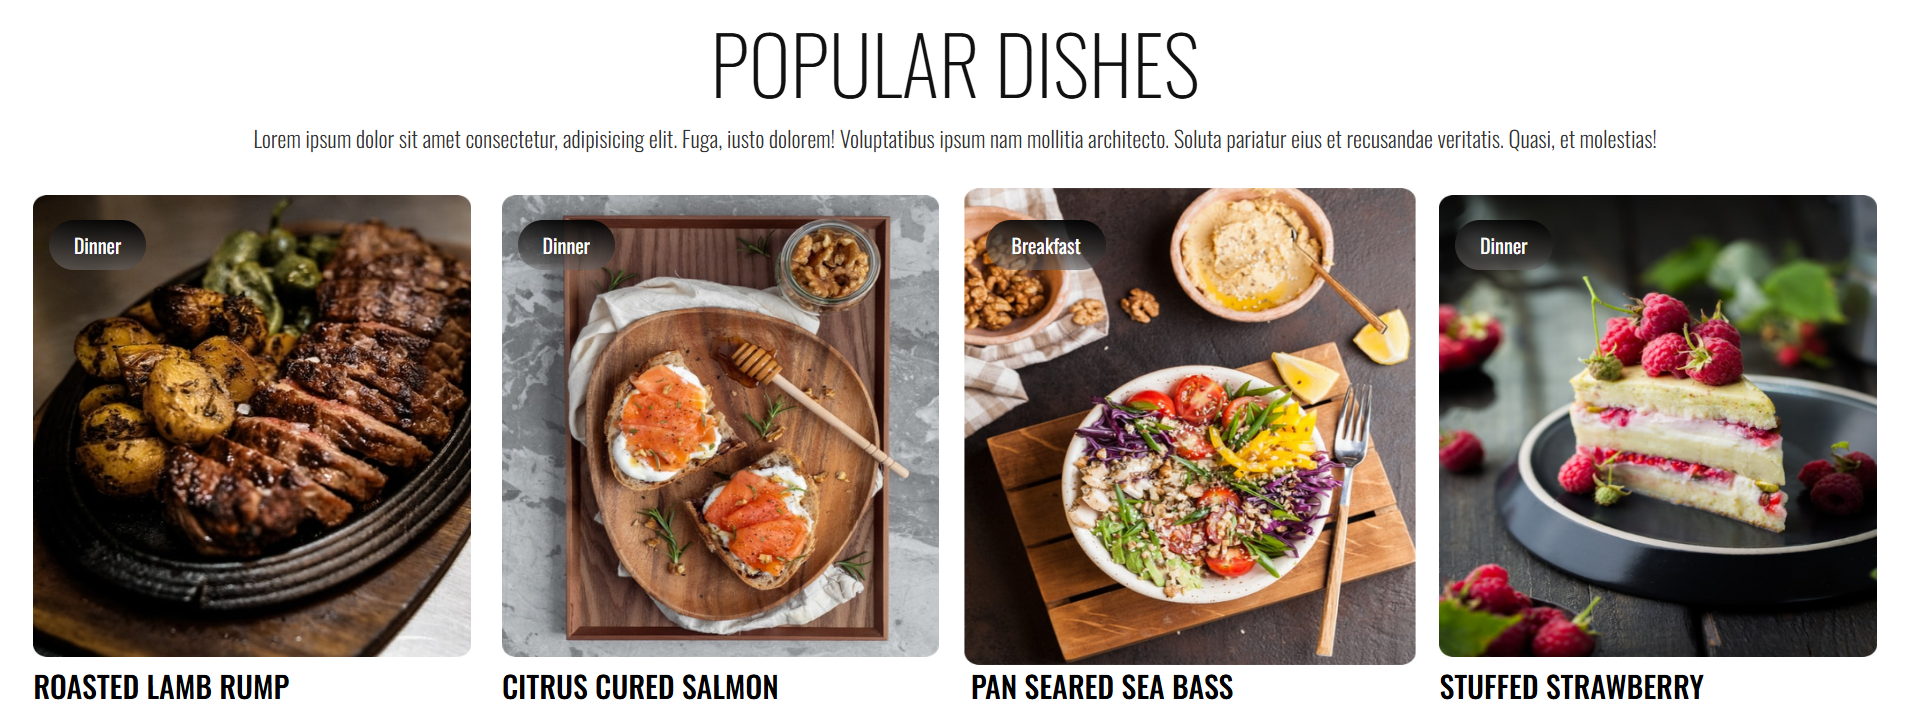 POPULAR DISHES
Lorem ipsum dolor sit amet consectetur, adipisicing elit. Fuga, iusto dolorem! Voluptatibus ipsum nam mollitia architecto. Soluta pariatur eius et recusandae veritatis. Quasi, et molestias!
Dinner
Dinner
Breakfast
Dinner
ROASTED LAMB RUMP
CITRUS CURED SALMON
PAN SEARED SEA BASS
STUFFED STRAWBERRY